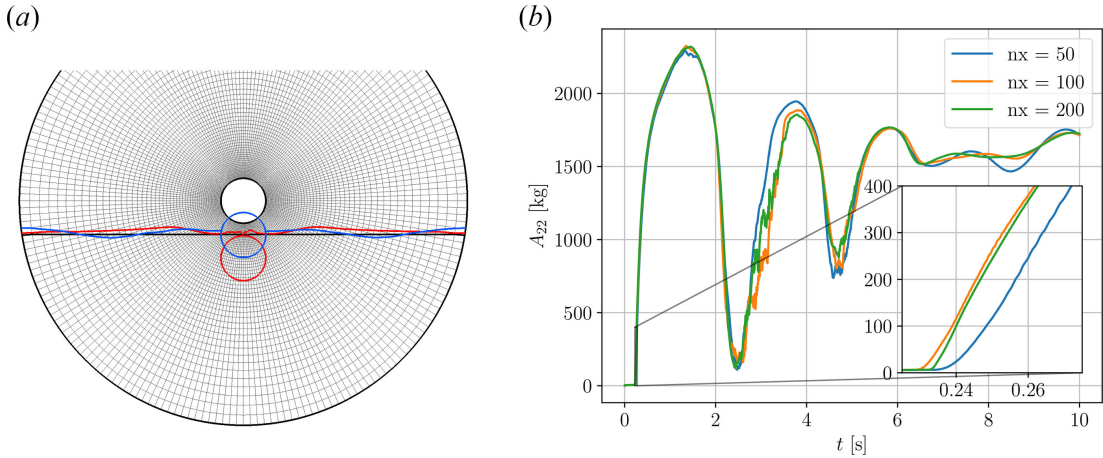 (a)
(b)
nx = 50
nx = 100
nx = 200
A₂₂ [kg]
2000
1500
1000
500
0
400
300
200
100
0
0.24 0.26
0 2 4 6 8 10
t [s]